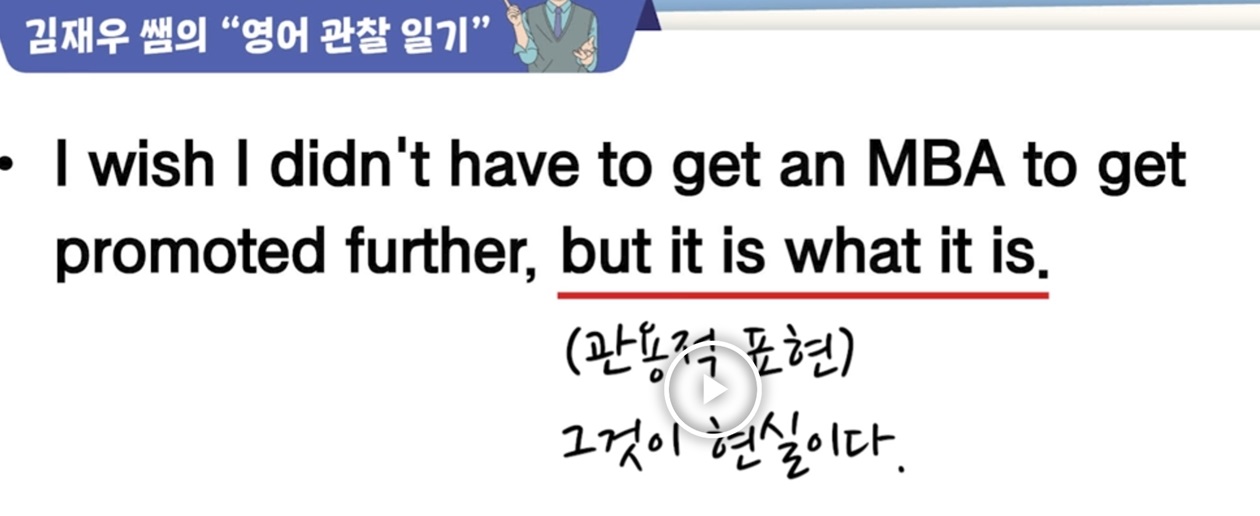 김재우 쌤의 “영어 관찰 일기”
• I wish I didn't have to get an MBA to get
promoted further, but it is what it is.
(관용적 표현)
그것이 현실이다.